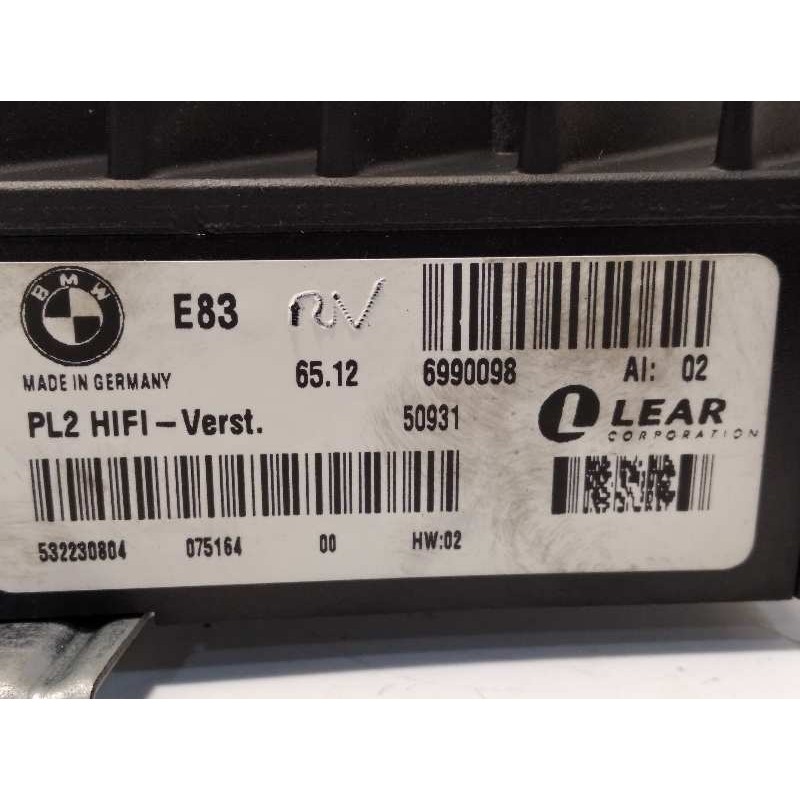 BMW
E83
RV
MADE IN GERMANY
65.12 6990098 AI: 02
PL2 HIFI-Verst. 50931
LEAR
CORPORATION
532230804 075164 00 HW:02